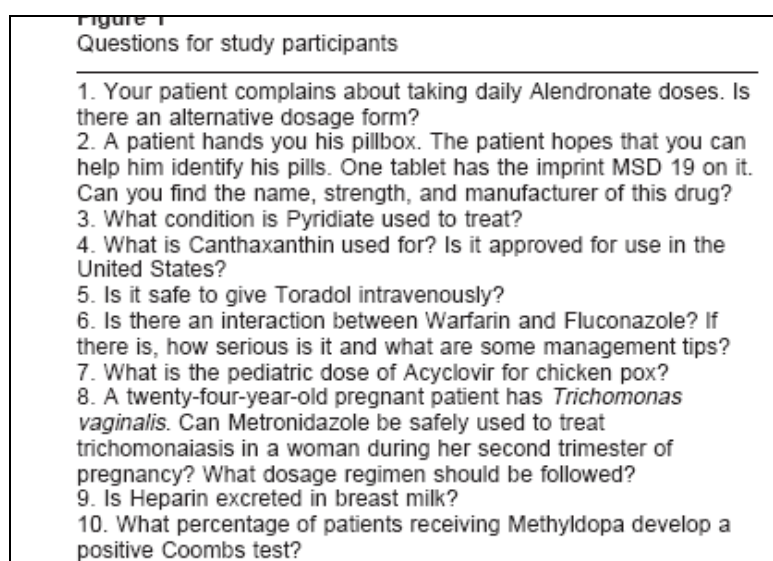 Figure 1
Questions for study participants
1. Your patient complains about taking daily Alendronate doses. Is
there an alternative dosage form?
2. A patient hands you his pillbox. The patient hopes that you can
help him identify his pills. One tablet has the imprint MSD 19 on it.
Can you find the name, strength, and manufacturer of this drug?
3. What condition is Pyridiate used to treat?
4. What is Canthaxanthin used for? Is it approved for use in the
United States?
5. Is it safe to give Toradol intravenously?
6. Is there an interaction between Warfarin and Fluconazole? If
there is, how serious is it and what are some management tips?
7. What is the pediatric dose of Acyclovir for chicken pox?
8. A twenty-four-year-old pregnant patient has Trichomonas
vaginalis. Can Metronidazole be safely used to treat
trichomonaiasis in a woman during her second trimester of
pregnancy? What dosage regimen should be followed?
9. Is Heparin excreted in breast milk?
10. What percentage of patients receiving Methyldopa develop a
positive Coombs test?